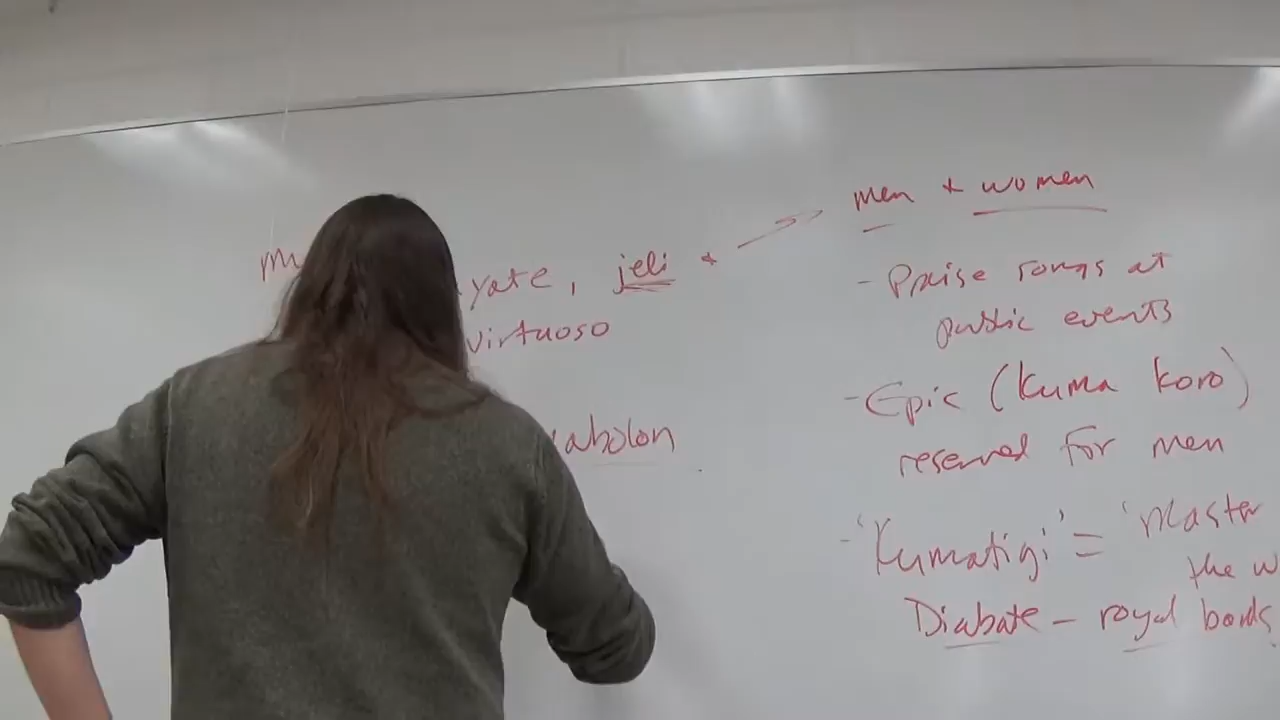 yate, jeli *
virtuoso
abolon
men + women
- Praise songs at
public events
- Epic (Kuma Koro)
reserved for men
- 'Kumatigi' = 'Master
the w
Diabate - royal bards